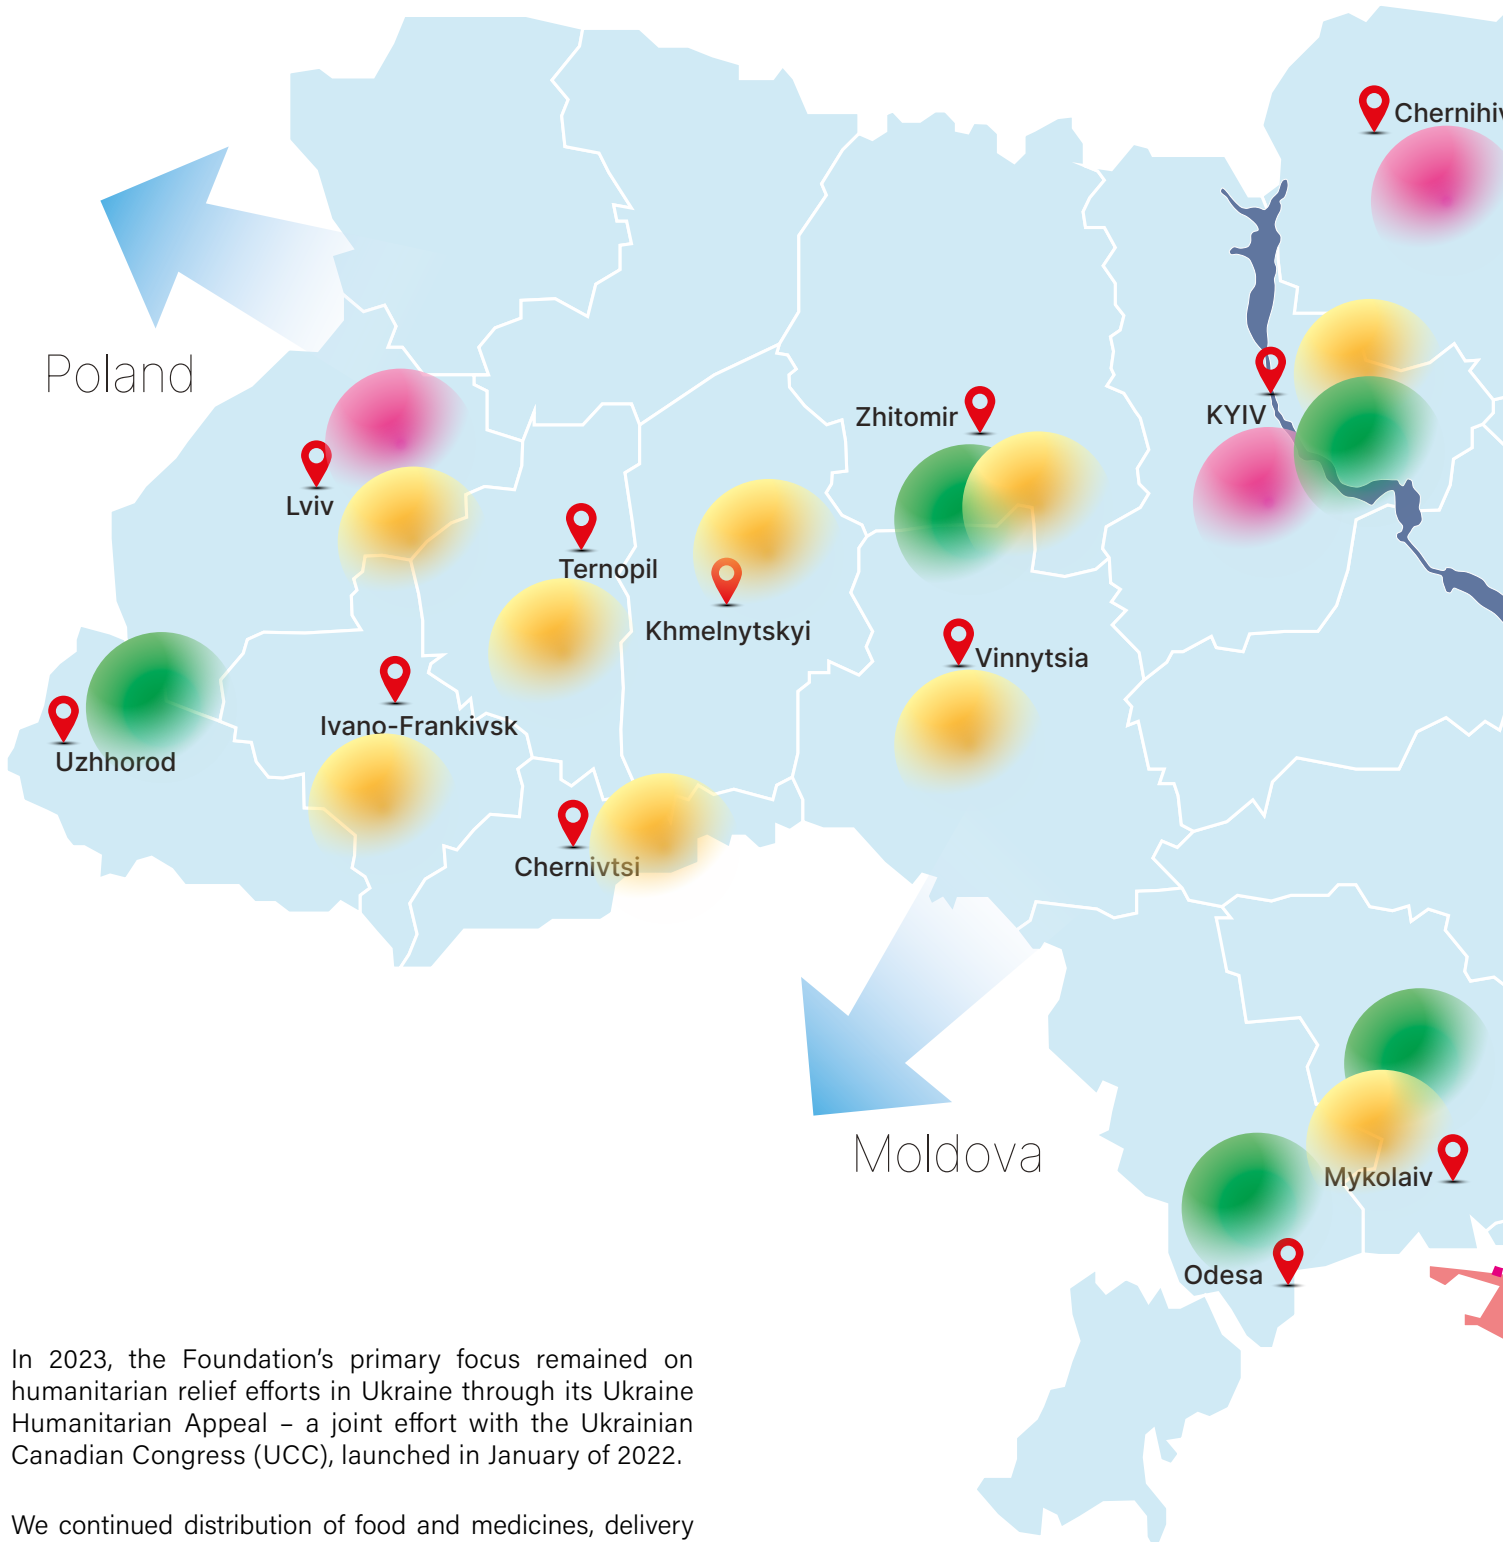 Chernihiv
Poland
Zhitomir
KYIV
Lviv
Ternopil
Khmelnytskyi
Vinnytsia
Ivano-Frankivsk
Uzhhorod
Chernivtsi
Moldova
Mykolaiv
Odesa
In 2023, the Foundation's primary focus remained on
humanitarian relief efforts in Ukraine through its Ukraine
Humanitarian Appeal – a joint effort with the Ukrainian
Canadian Congress (UCC), launched in January of 2022.
We continued distribution of food and medicines, delivery